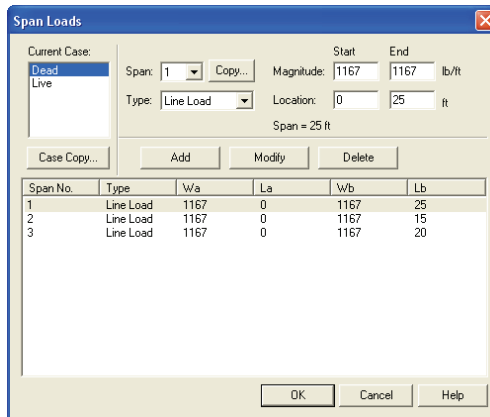 Span Loads
Current Case:
Dead
Live
Start End
Span: 1 Copy... Magnitude: 1167 1167 lb/ft
Type: Line Load Location: 0 25 ft
Span = 25 ft
Case Copy... Add Modify Delete
Span No. Type Wa La Wb Lb
1 Line Load 1167 0 1167 25
2 Line Load 1167 0 1167 15
3 Line Load 1167 0 1167 20
OK Cancel Help